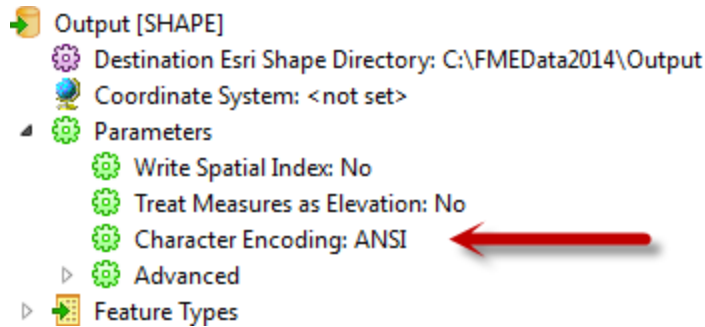 Output [SHAPE]
Destination Esri Shape Directory: C:\FMEData2014\Output
Coordinate System: <not set>
Parameters
Write Spatial Index: No
Treat Measures as Elevation: No
Character Encoding: ANSI
Advanced
Feature Types